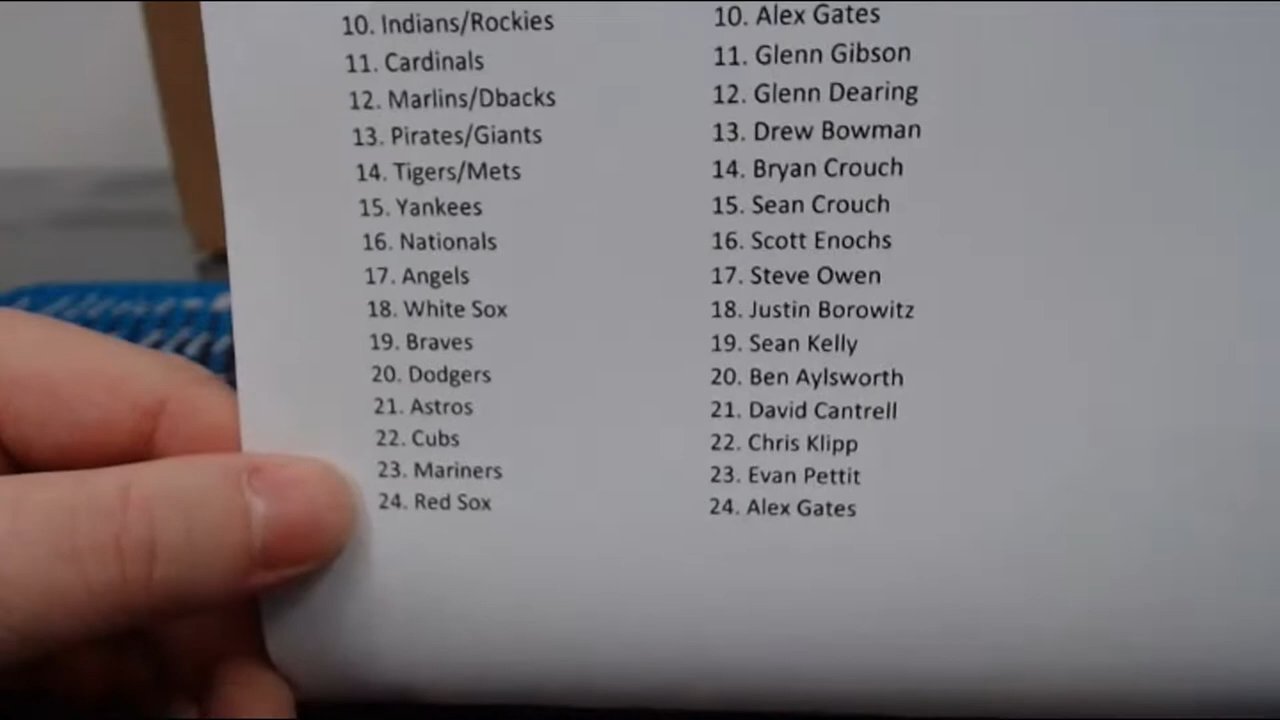 10. Indians/Rockies
11. Cardinals
12. Marlins/Dbacks
13. Pirates/Giants
14. Tigers/Mets
15. Yankees
16. Nationals
17. Angels
18. White Sox
19. Braves
20. Dodgers
21. Astros
22. Cubs
23. Mariners
24. Red Sox
10. Alex Gates
11. Glenn Gibson
12. Glenn Dearing
13. Drew Bowman
14. Bryan Crouch
15. Sean Crouch
16. Scott Enochs
17. Steve Owen
18. Justin Borowitz
19. Sean Kelly
20. Ben Aylsworth
21. David Cantrell
22. Chris Klipp
23. Evan Pettit
24. Alex Gates